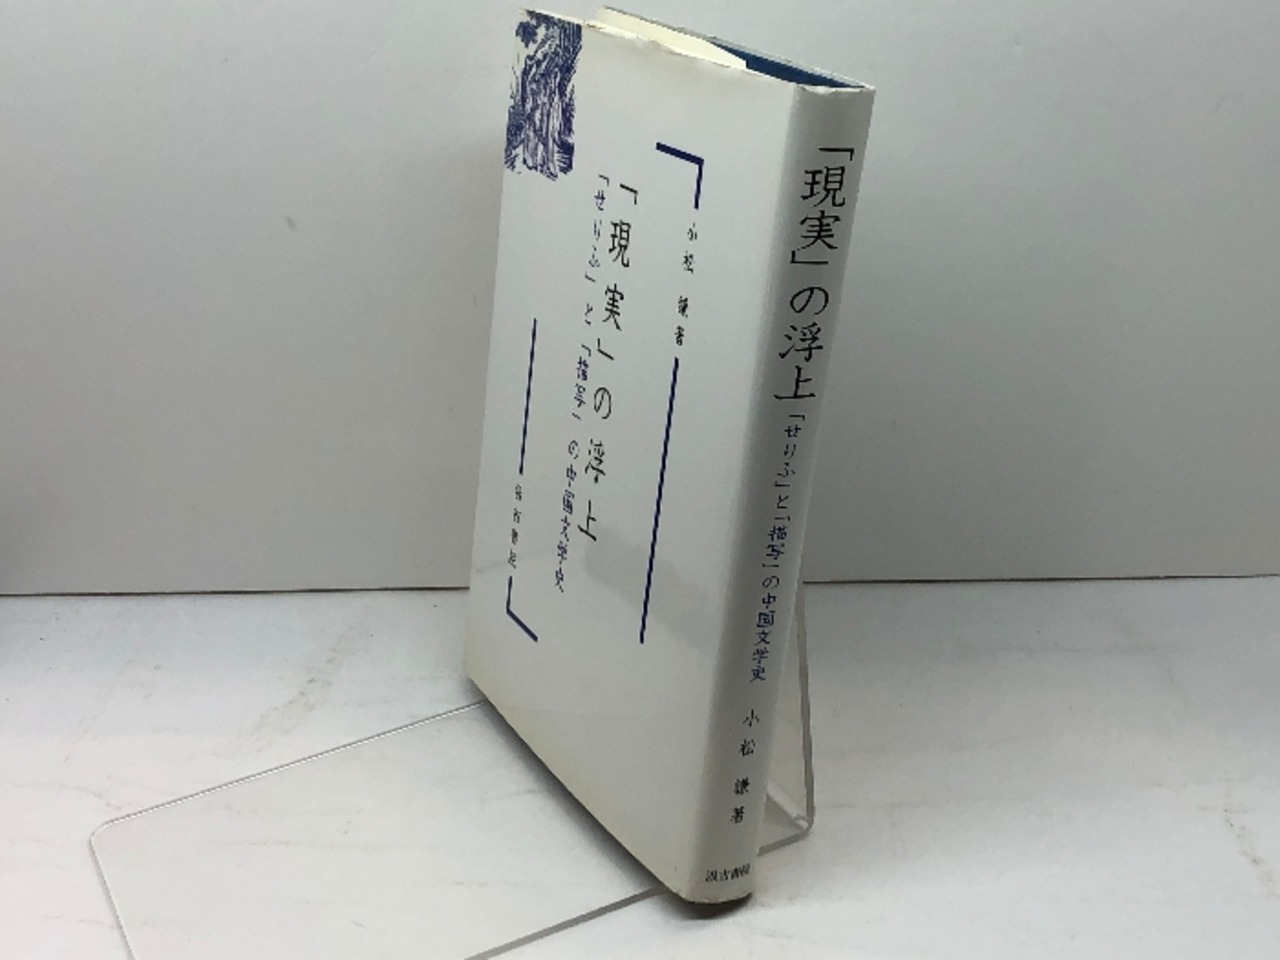 小松 謙著
「現実」の浮上
「せりふ」と「描写」の中国文学史
汲古書院
「現実」の浮上
「せりふ」と「描写」の中国文学史
小松 謙著
汲古書院